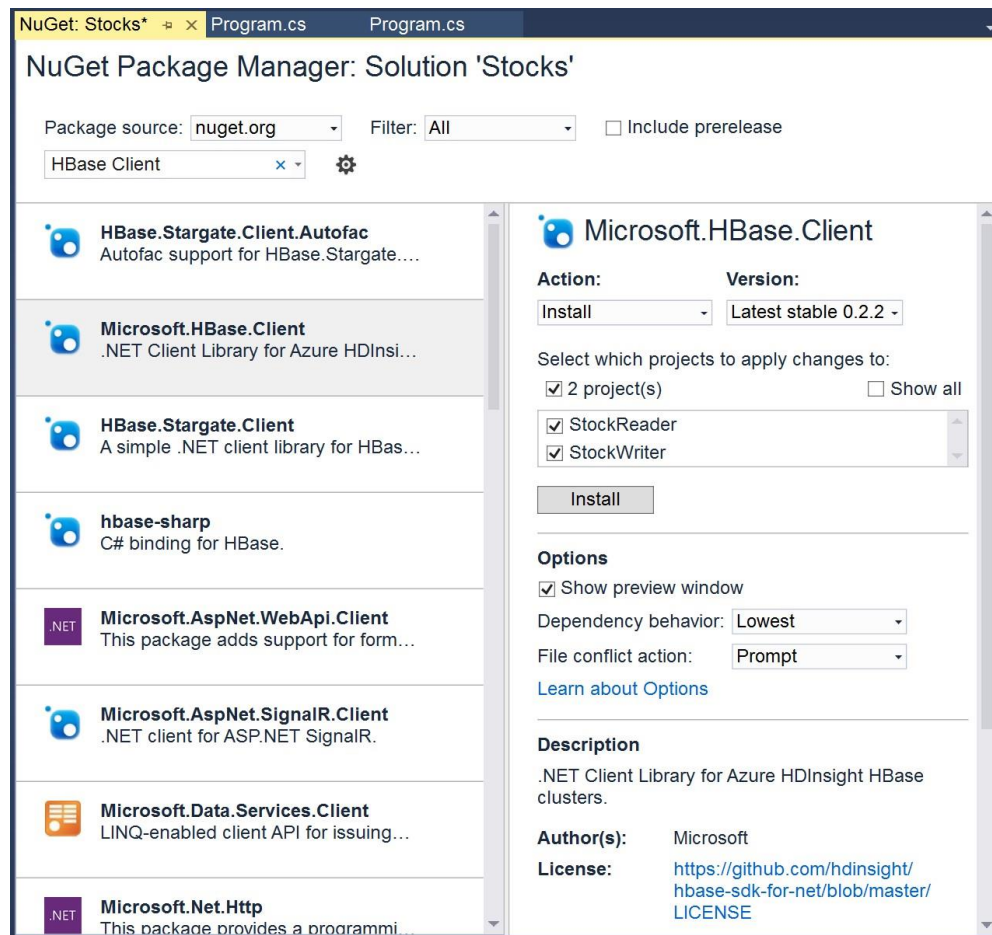 NuGet: Stocks* Program.cs Program.cs
NuGet Package Manager: Solution 'Stocks'
Package source: nuget.org Filter: All Include prerelease
HBase Client
HBase.Stargate.Client.Autofac
Autofac support for HBase.Stargate....
Microsoft.HBase.Client
.NET Client Library for Azure HDInsi...
HBase.Stargate.Client
A simple .NET client library for HBas...
hbase-sharp
C# binding for HBase.
.NET
Microsoft.AspNet.WebApi.Client
This package adds support for form...
Microsoft.AspNet.SignalR.Client
.NET client for ASP.NET SignalR.
Microsoft.Data.Services.Client
LINQ-enabled client API for issuing...
.NET
Microsoft.Net.Http
This package provides a programmi...
Microsoft.HBase.Client
Action: Version:
Install Latest stable 0.2.2
Select which projects to apply changes to:
2 project(s) Show all
StockReader
StockWriter
Install
Options
Show preview window
Dependency behavior: Lowest
File conflict action: Prompt
Learn about Options
Description
.NET Client Library for Azure HDInsight HBase
clusters.
Author(s): Microsoft
License: https://github.com/hdinsight/
hbase-sdk-for-net/blob/master/
LICENSE